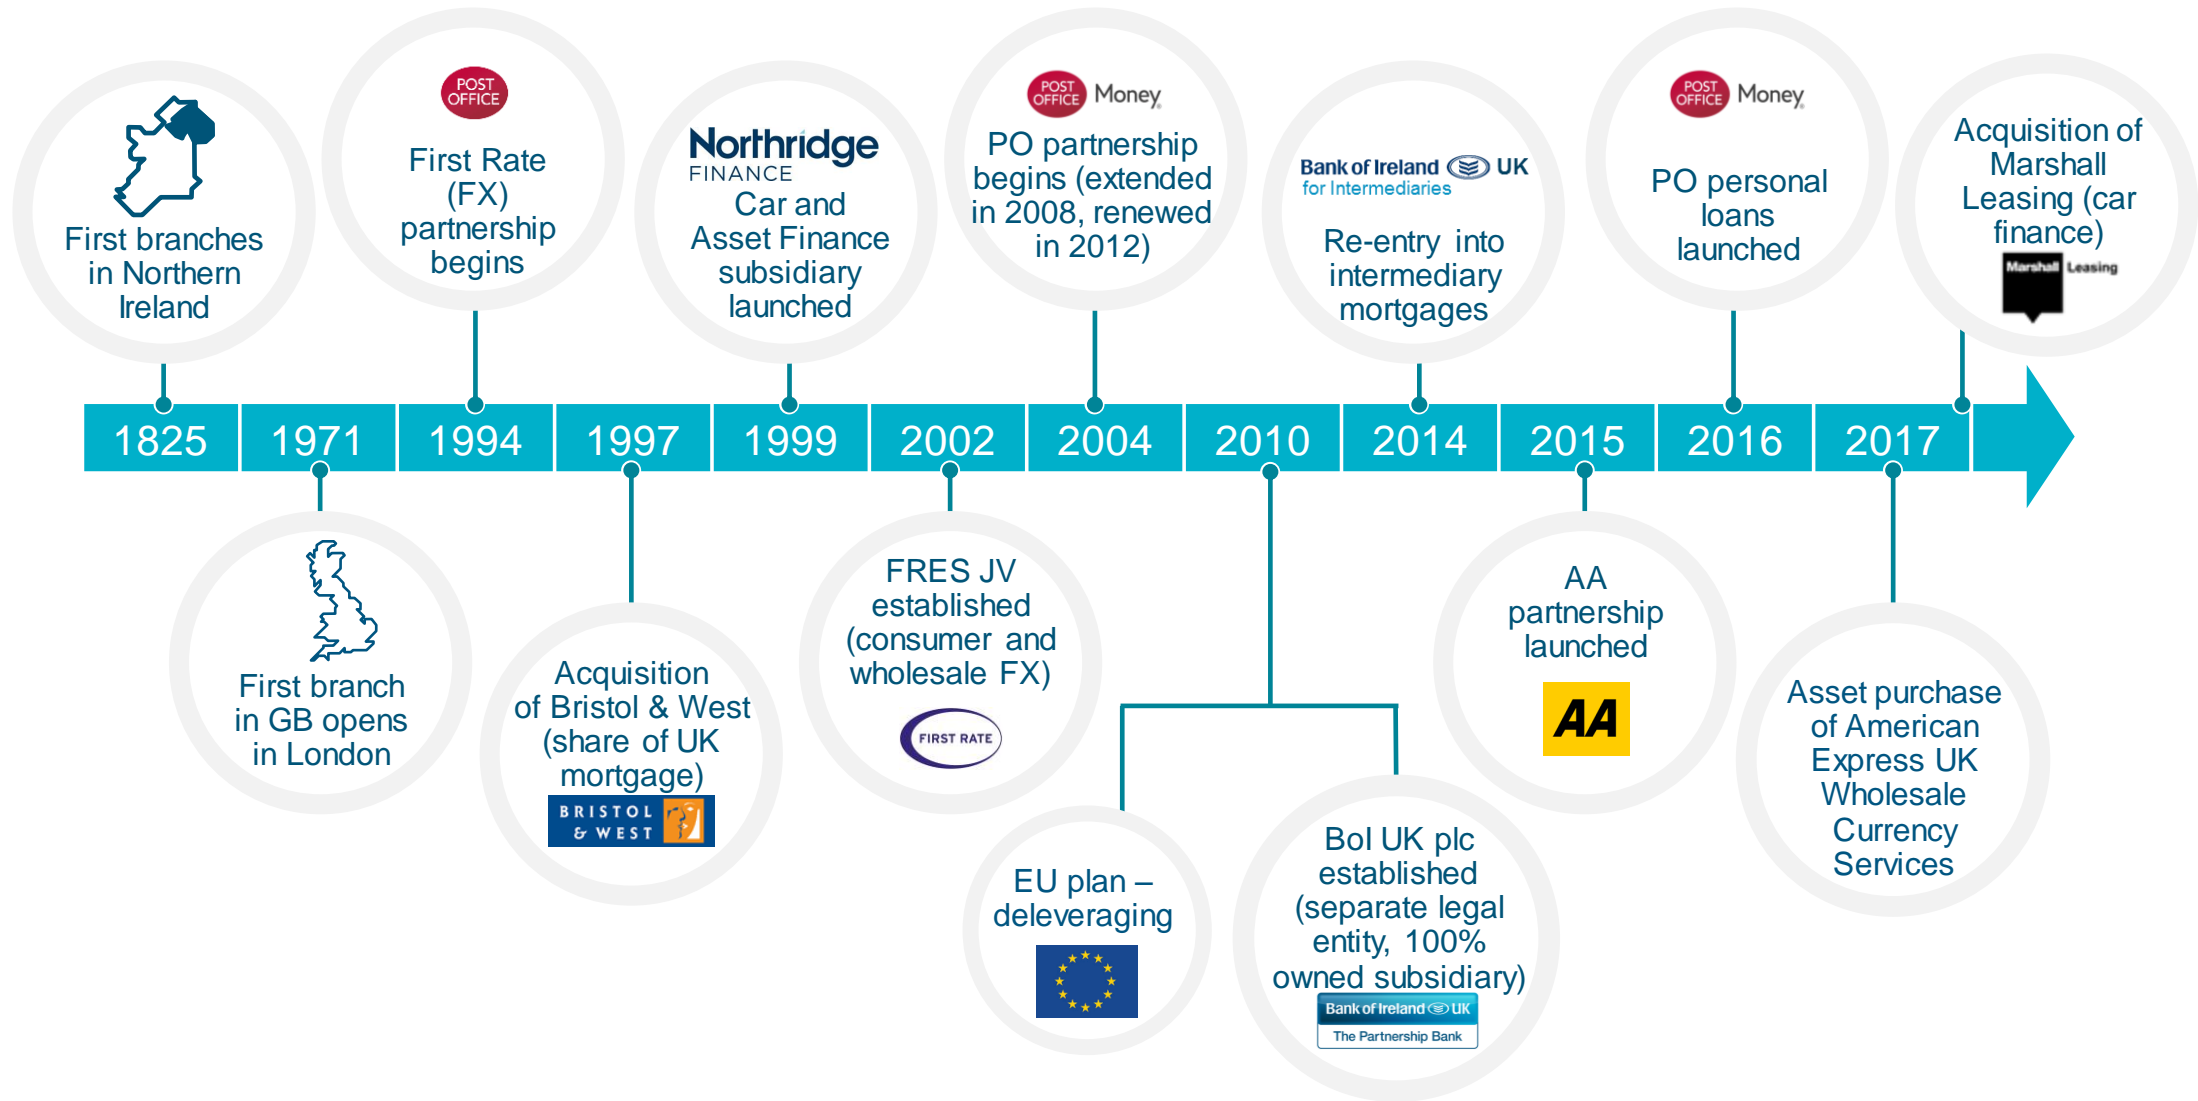 First branches
in Northern
Ireland
POST
OFFICE
First Rate
(FX)
partnership
begins
Northridge
FINANCE
Car and
Asset Finance
subsidiary
launched
POST
OFFICE
Money
PO partnership
begins (extended
in 2008, renewed
in 2012)
Bank of Ireland UK
for Intermediaries
Re-entry into
intermediary
mortgages
POST
OFFICE
Money
PO personal
loans
launched
Acquisition of
Marshall
Leasing (car
finance)
Marshall Leasing
1825 1971 1994 1997 1999 2002 2004 2010 2014 2015 2016 2017
First branch
in GB opens
in London
Acquisition
of Bristol & West
(share of UK
mortgage)
BRISTOL
& WEST
FRES JV
established
(consumer and
wholesale FX)
FIRST RATE
EU plan –
deleveraging
BoI UK plc
established
(separate legal
entity, 100%
owned subsidiary)
Bank of Ireland UK
The Partnership Bank
AA
partnership
launched
AA
Asset purchase
of American
Express UK
Wholesale
Currency
Services